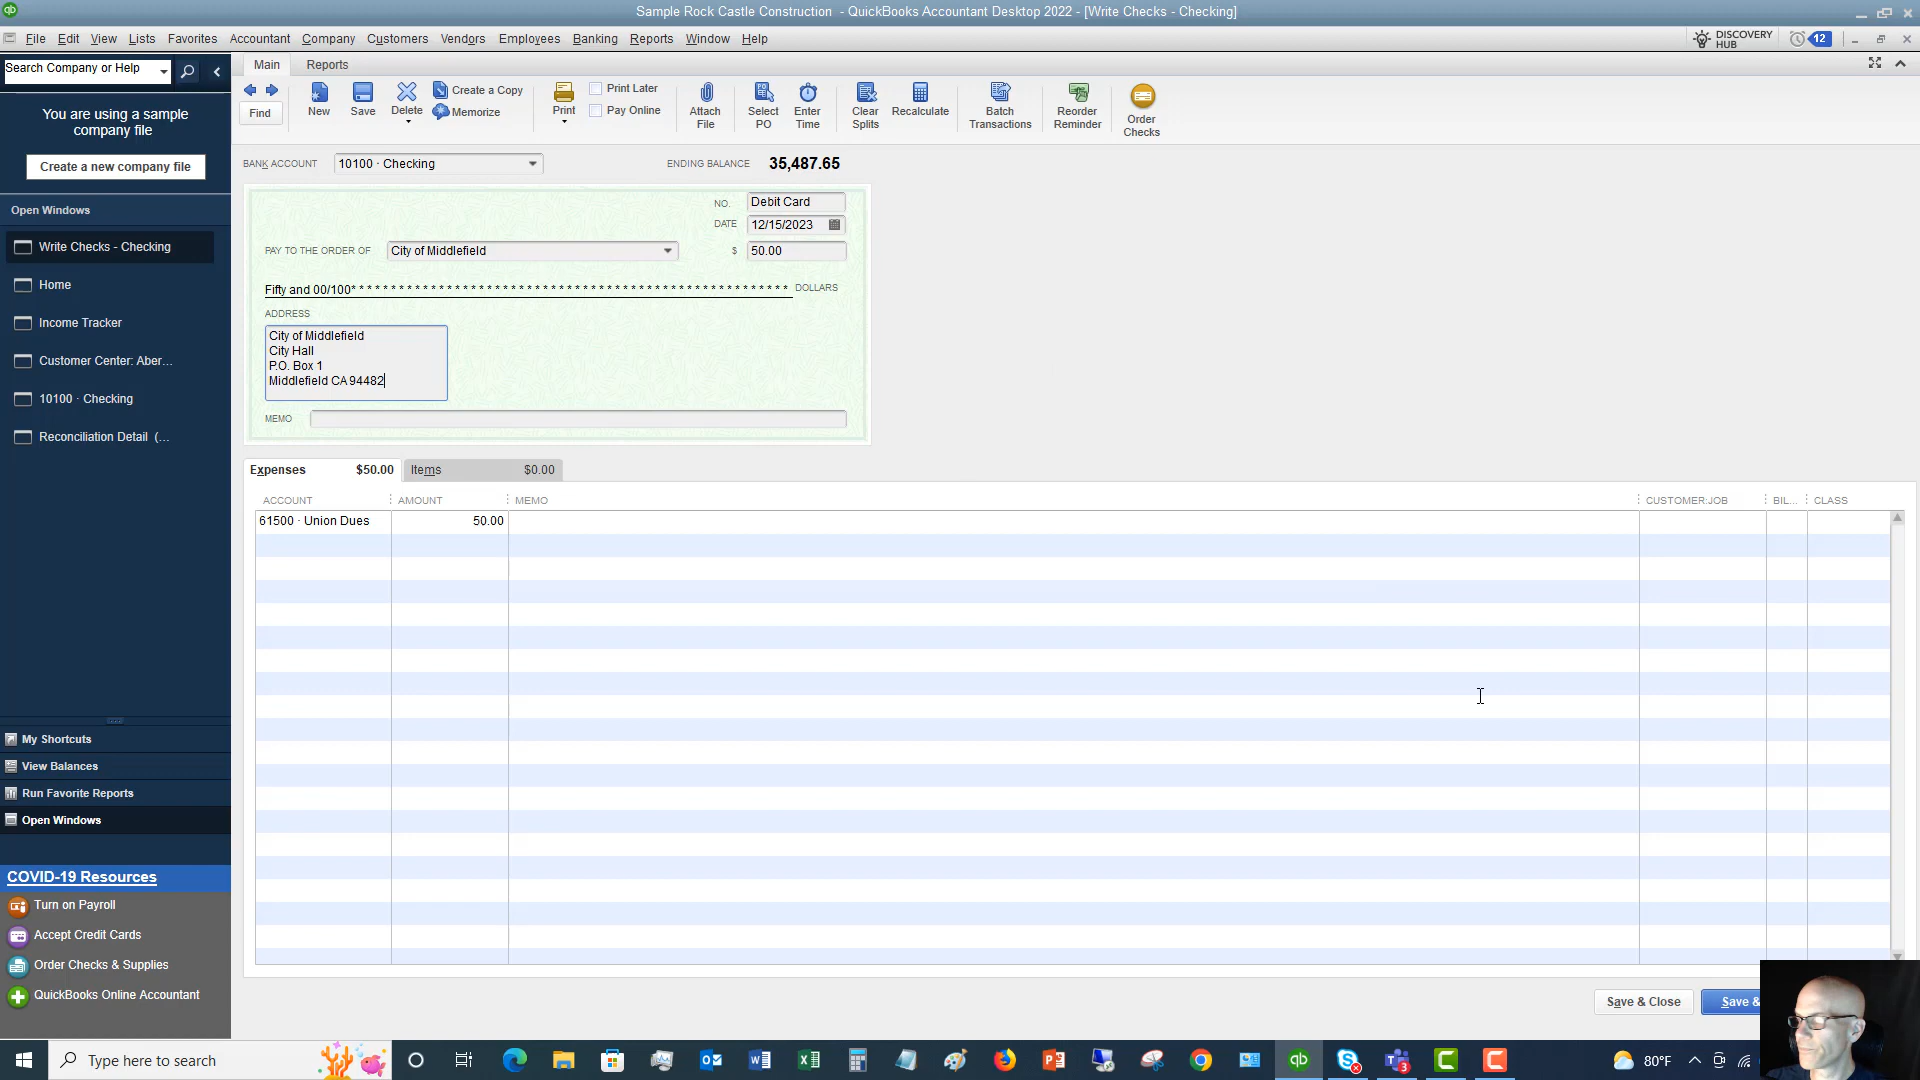 Sample Rock Castle Construction - QuickBooks Accountant Desktop 2022 - [Write Checks - Checking]
File Edit View Lists Favorites Accountant Company Customers Vendors Employees Banking Reports Window Help
DISCOVERY HUB 12
Search Company or Help
You are using a sample company file
Create a new company file
Open Windows
Write Checks - Checking
Home
Income Tracker
Customer Center: Aber...
10100 · Checking
Reconciliation Detail (...
My Shortcuts
View Balances
Run Favorite Reports
Open Windows
COVID-19 Resources
Turn on Payroll
Accept Credit Cards
Order Checks & Supplies
QuickBooks Online Accountant
Main Reports
Find
New
Save
Delete
Create a Copy
Memorize
Print
Print Later
Pay Online
Attach File
Select PO
Enter Time
Clear Splits
Recalculate
Batch Transactions
Reorder Reminder
Order Checks
BANK ACCOUNT 10100 · Checking ENDING BALANCE 35,487.65
NO. Debit Card
DATE 12/15/2023
PAY TO THE ORDER OF City of Middlefield $ 50.00
Fifty and 00/100* * * * * * * * * * * * * * * * * * * * * * * * * * * * * * * * * * * * * * * * * * * * * * * * * * * * * * DOLLARS
ADDRESS
City of Middlefield
City Hall
P.O. Box 1
Middlefield CA 94482
MEMO
Expenses $50.00 Items $0.00
ACCOUNT AMOUNT MEMO CUSTOMER:JOB BIL... CLASS
61500 · Union Dues 50.00
Save & Close Save &
Type here to search
3
80°F